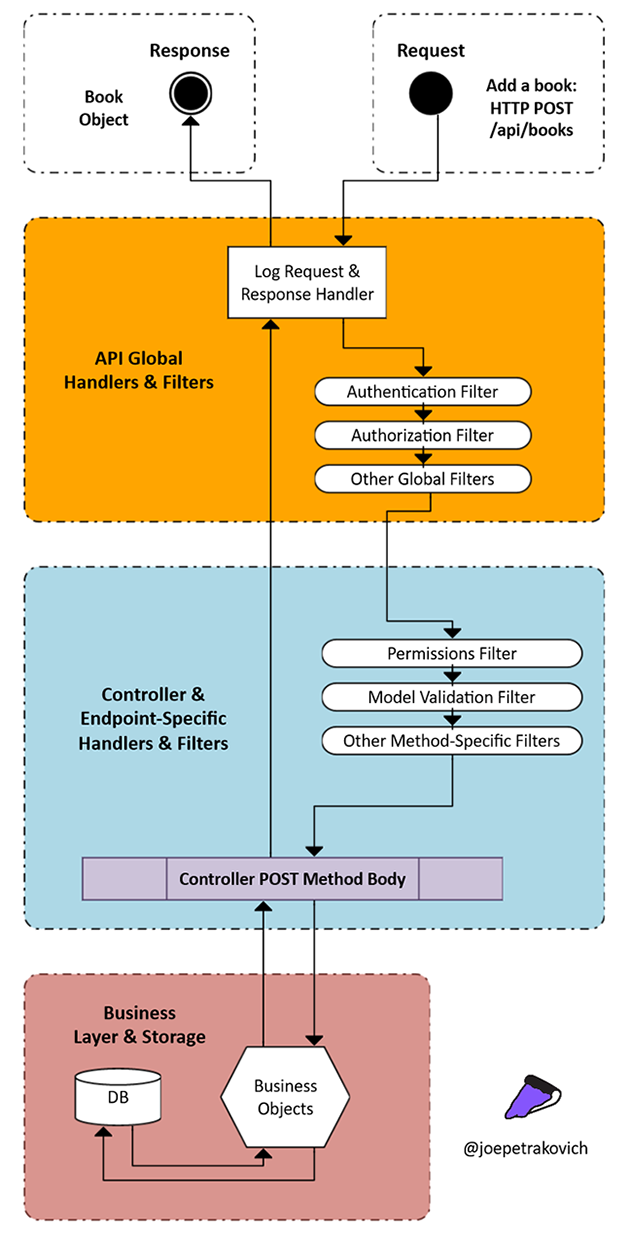 Response
Book
Object
Request
Add a book:
HTTP POST
/api/books
Log Request &
Response Handler
API Global
Handlers & Filters
Authentication Filter
Authorization Filter
Other Global Filters
Permissions Filter
Controller &
Endpoint-Specific
Handlers & Filters
Model Validation Filter
Other Method-Specific Filters
Controller POST Method Body
Business
Layer & Storage
DB
Business
Objects
@joepetrakovich